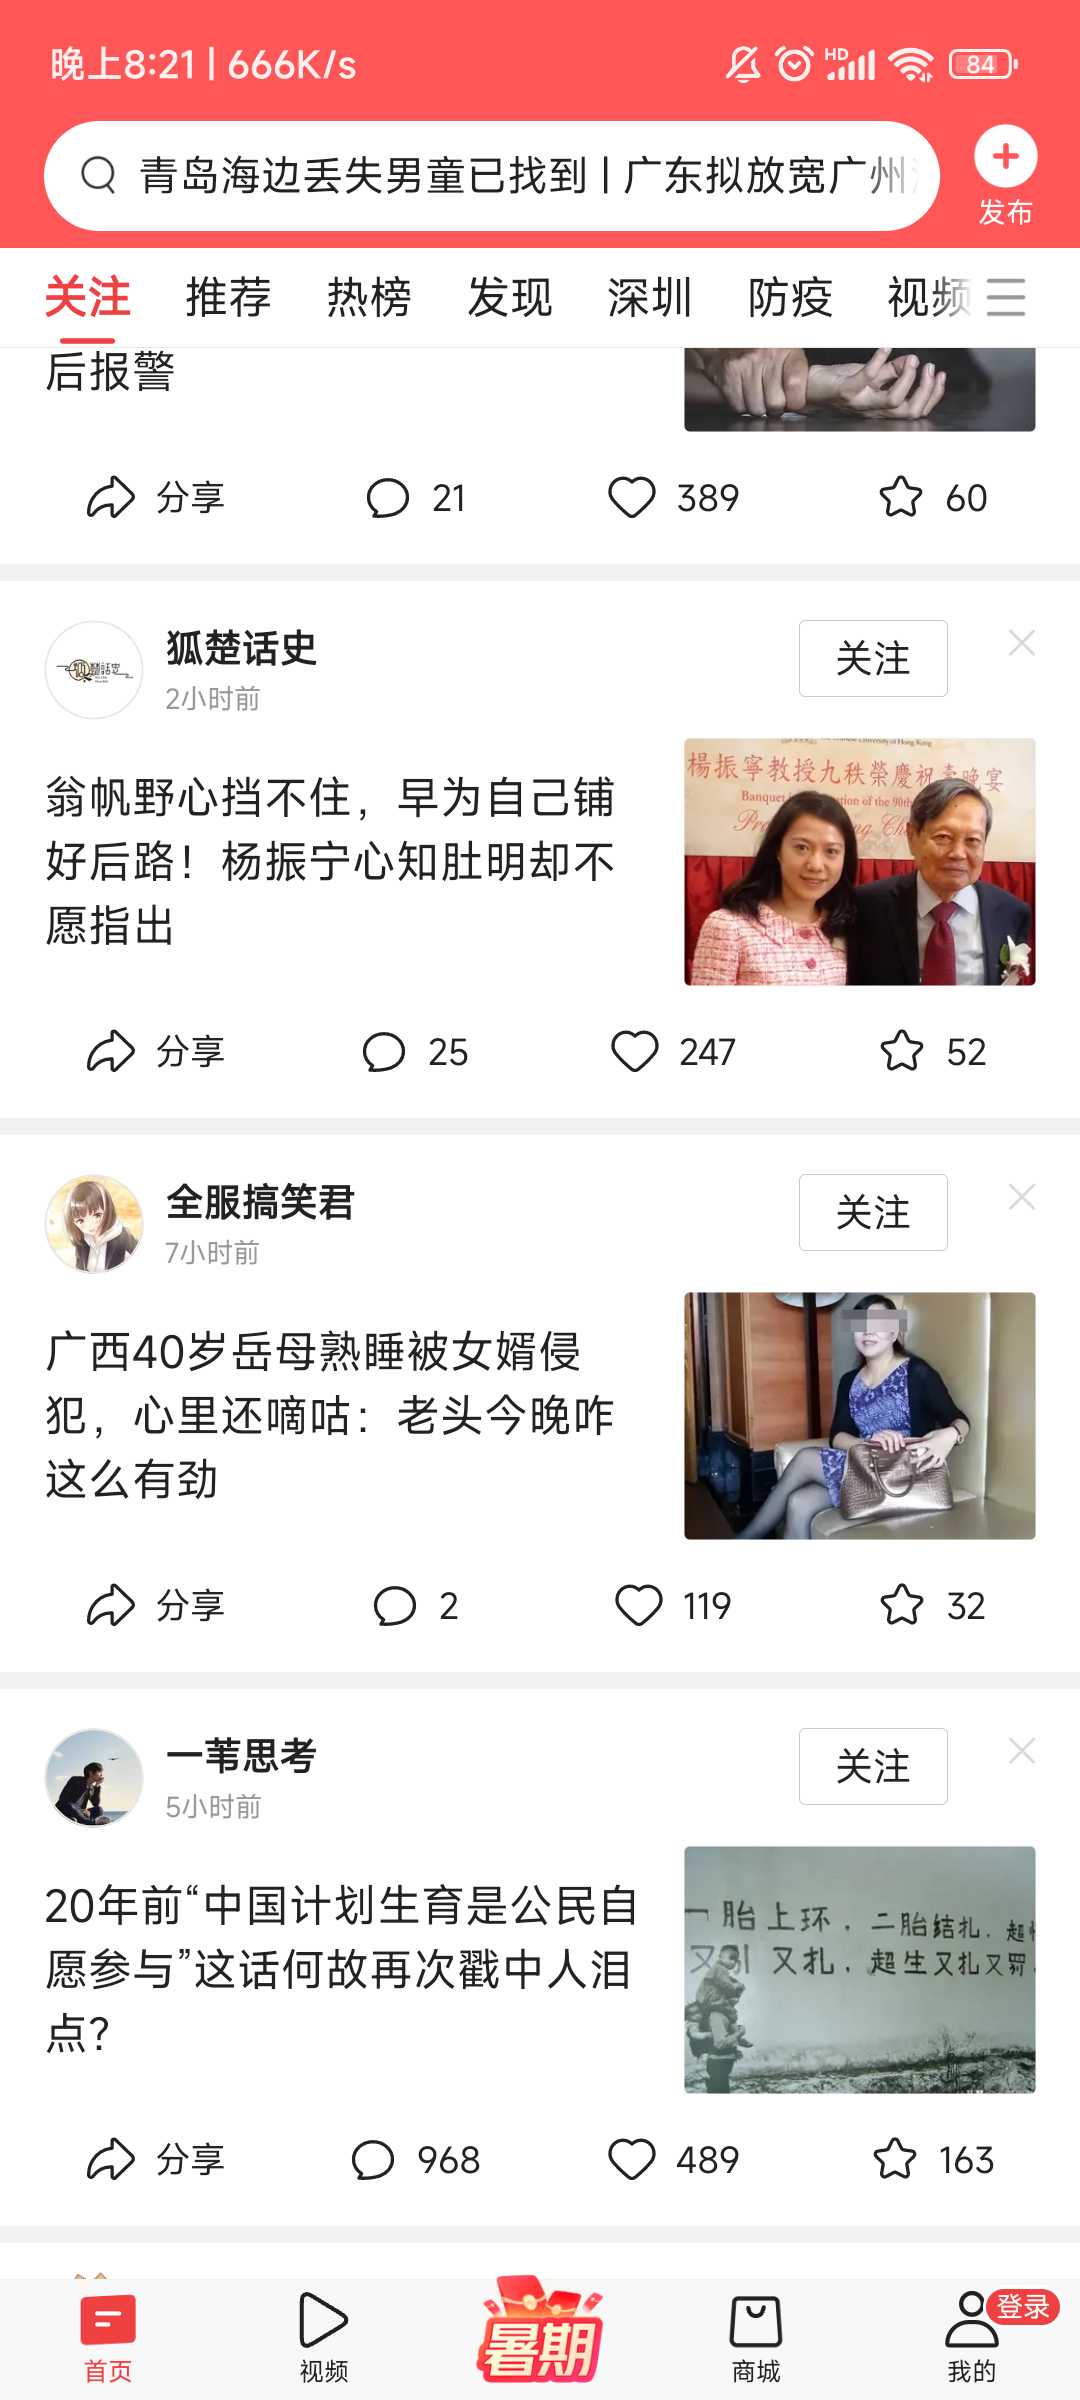 晚上8:21 | 666K/s
HD
84
青岛海边丢失男童已找到 | 广东拟放宽广州
发布
关注 推荐 热榜 发现 深圳 防疫 视频
后报警
分享 21 389 60
狐楚话史
2小时前
关注
翁帆野心挡不住，早为自己铺
好后路！杨振宁心知肚明却不
愿指出
楊振寧教授九秩榮慶祝壽晚宴
分享 25 247 52
全服搞笑君
7小时前
关注
广西40岁岳母熟睡被女婿侵
犯，心里还嘀咕：老头今晚咋
这么有劲
分享 2 119 32
一苇思考
5小时前
关注
20年前“中国计划生育是公民自
愿参与”这话何故再次戳中人泪
点？
一胎上环，二胎结扎，超
又扎，超生又扎又罚
分享 968 489 163
暑期
登录
首页 视频 商城 我的